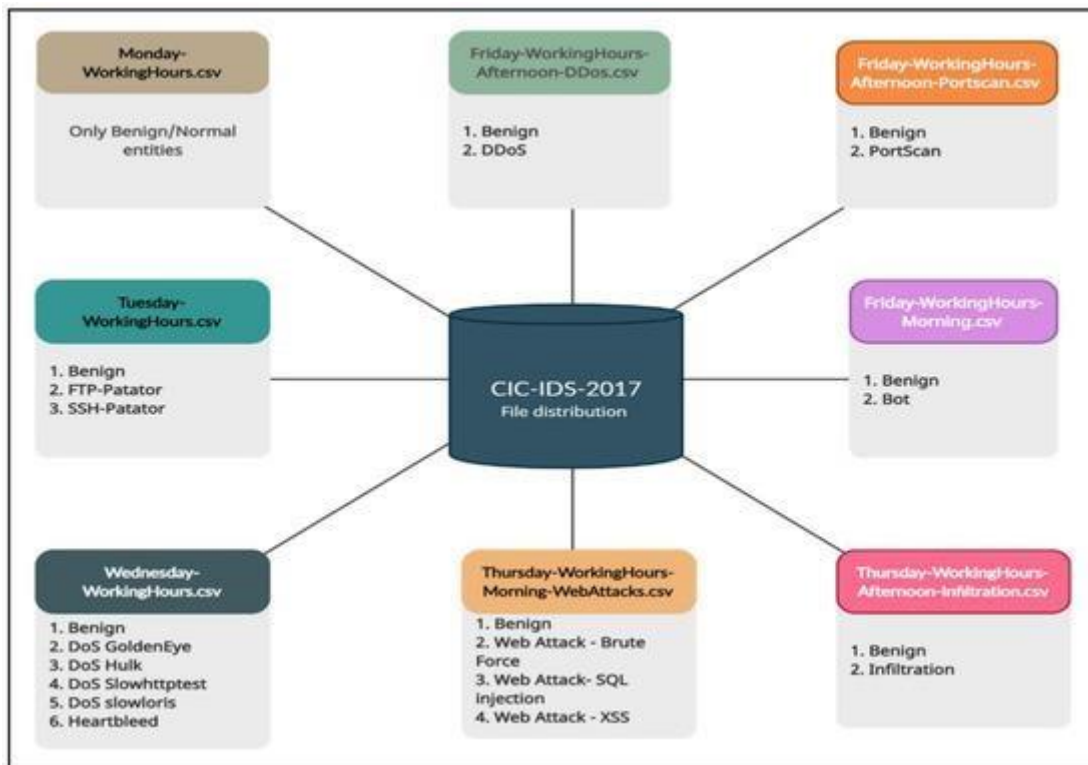 Monday-
WorkingHours.csv
Only Benign/Normal
entities
Friday-WorkingHours-
Afternoon-DDos.csv
1. Benign
2. DDoS
Friday-WorkingHours-
Afternoon-Portscan.csv
1. Benign
2. PortScan
Tuesday-
WorkingHours.csv
1. Benign
2. FTP-Patator
3. SSH-Patator
CIC-IDS-2017
File distribution
Friday-WorkingHours-
Morning.csv
1. Benign
2. Bot
Wednesday-
WorkingHours.csv
1. Benign
2. DoS GoldenEye
3. DoS Hulk
4. DoS Slowhttptest
5. DoS slowloris
6. Heartbleed
Thursday-WorkingHours-
Morning-WebAttacks.csv
1. Benign
2. Web Attack - Brute
Force
3. Web Attack- SQL
injection
4. Web Attack - XSS
Thursday-WorkingHours-
Afternoon-Infiltration.csv
1. Benign
2. Infiltration